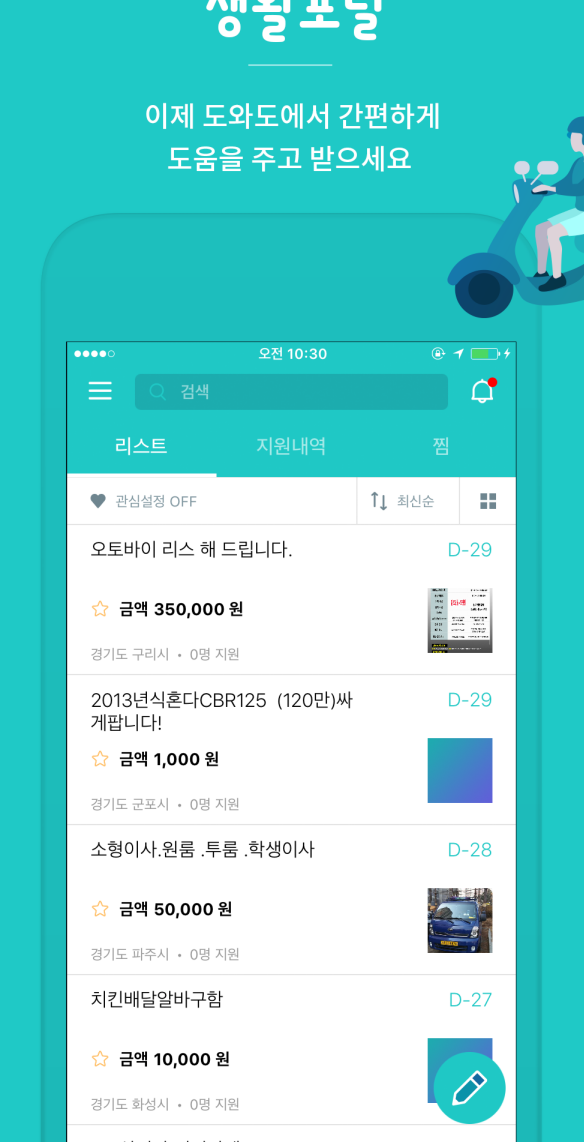 생활포털
이제 도와도에서 간편하게
도움을 주고 받으세요
오전 10:30
검색
리스트 지원내역 찜
관심설정 OFF 최신순
오토바이 리스 해 드립니다. D-29
금액 350,000 원
경기도 구리시 • 0명 지원
2013년식혼다CBR125 (120만)싸 D-29
게팝니다!
금액 1,000 원
경기도 군포시 • 0명 지원
소형이사.원룸 .투룸 .학생이사 D-28
금액 50,000 원
경기도 파주시 • 0명 지원
치킨배달알바구함 D-27
금액 10,000 원
경기도 화성시 • 0명 지원